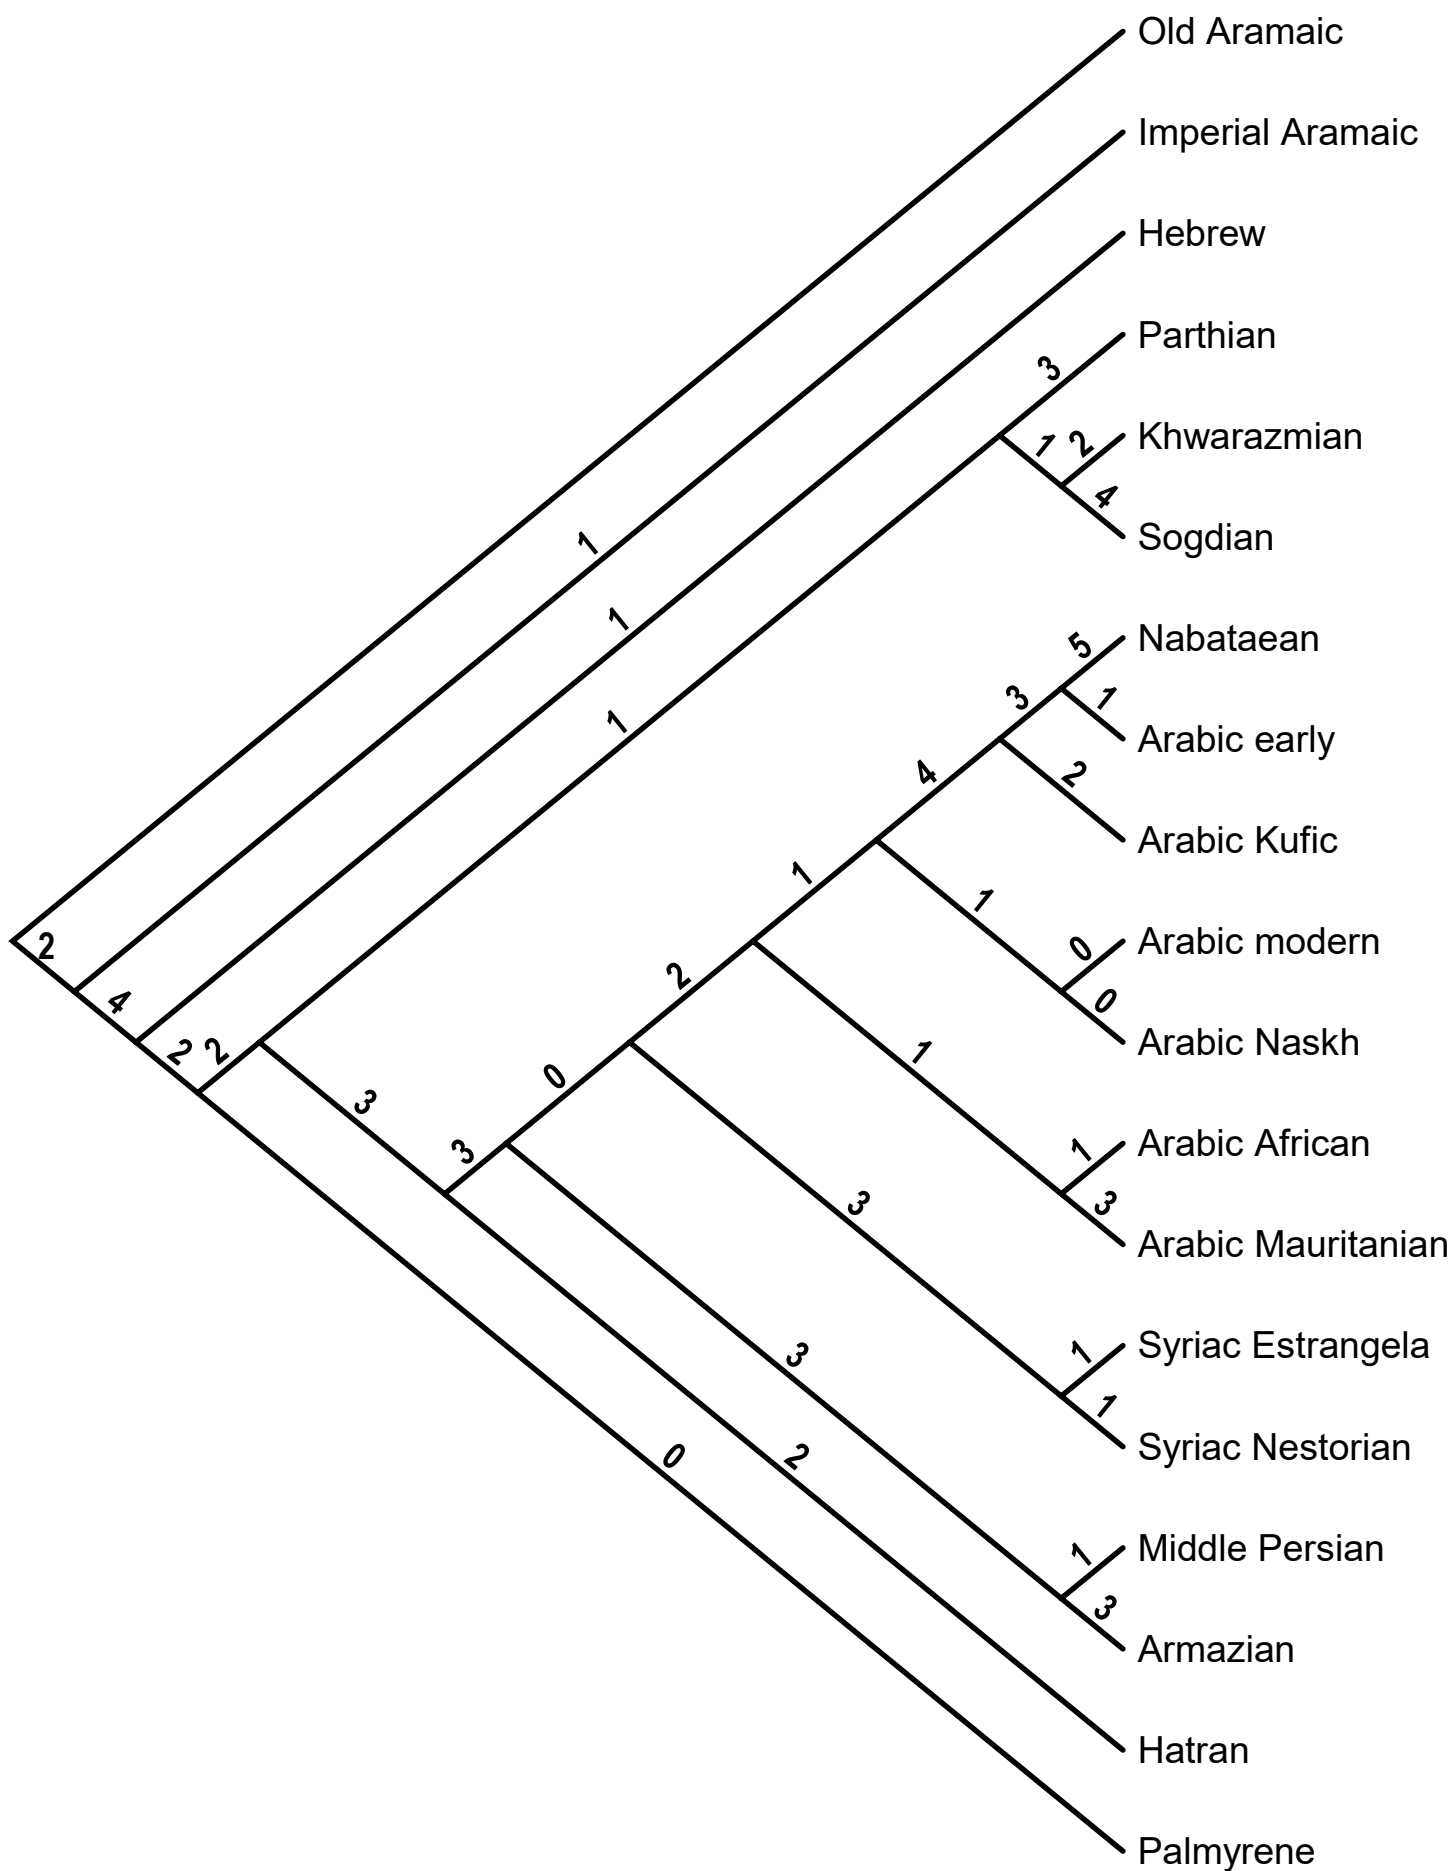 Old Aramaic
Imperial Aramaic
Hebrew
Parthian
3
Khwarazmian
1 2
4
Sogdian
1
1
Nabataean
5
3
1
1
Arabic early
4
2
Arabic Kufic
1
1
Arabic modern
0
2
2
0
4
Arabic Naskh
2 2
1
0
3
Arabic African
1
3
3
3
Arabic Mauritanian
Syriac Estrangela
1
3
1
Syriac Nestorian
0
2
Middle Persian
1
3
Armazian
Hatran
Palmyrene